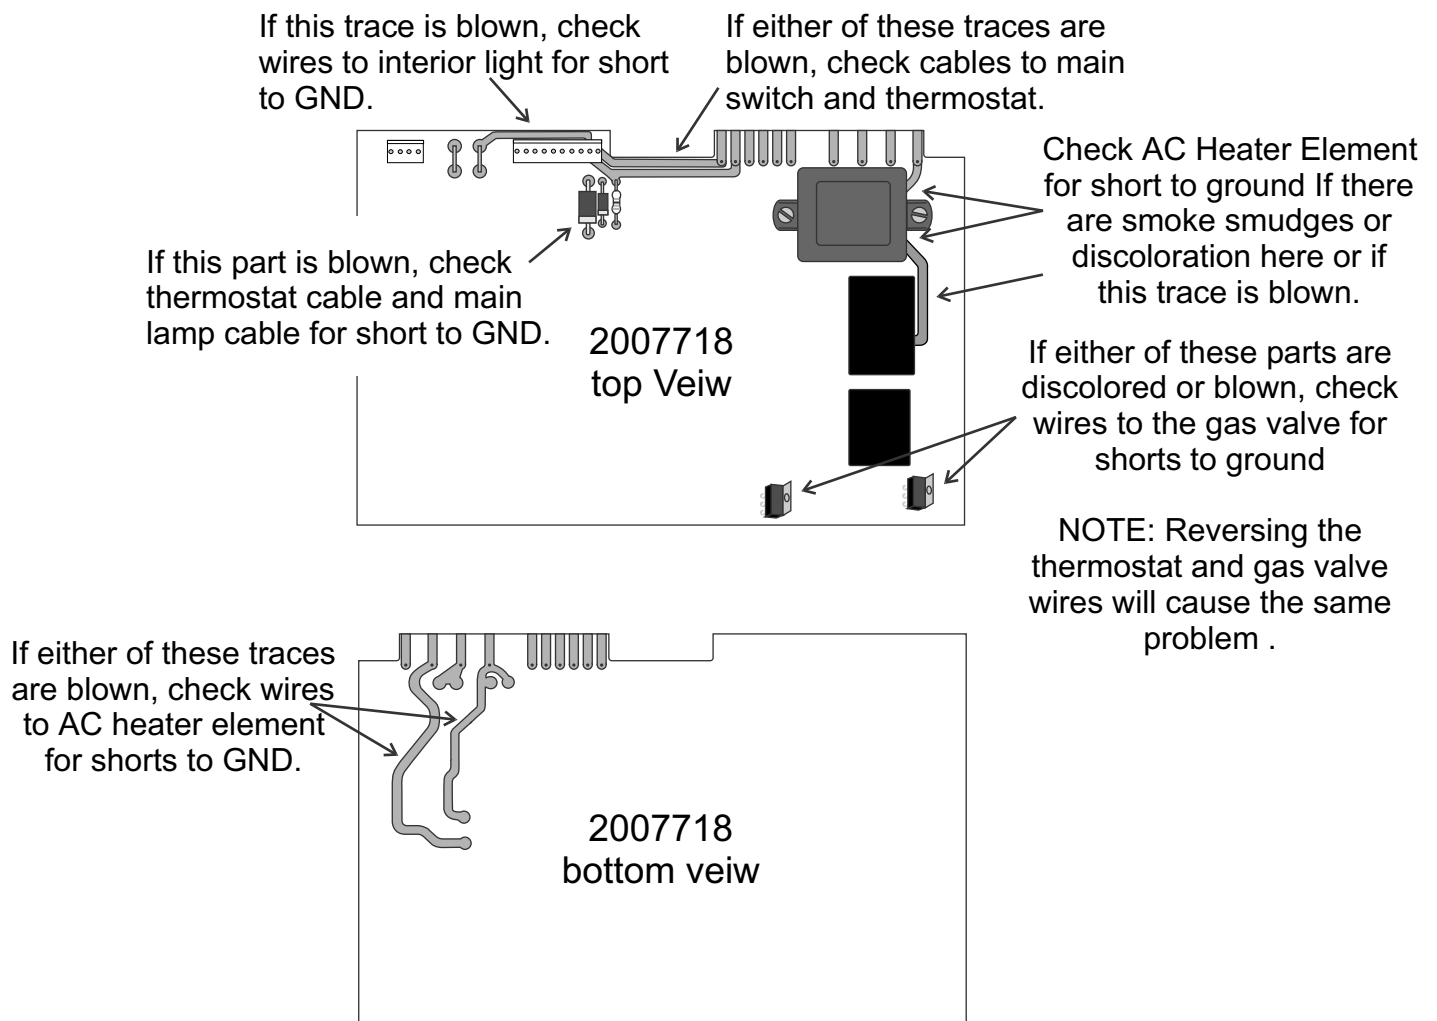 If this trace is blown, check
wires to interior light for short
to GND.
If either of these traces are
blown, check cables to main
switch and thermostat.
Check AC Heater Element
for short to ground If there
are smoke smudges or
discoloration here or if
this trace is blown.
If this part is blown, check
thermostat cable and main
lamp cable for short to GND.
2007718
top Veiw
If either of these parts are
discolored or blown, check
wires to the gas valve for
shorts to ground
NOTE: Reversing the
thermostat and gas valve
wires will cause the same
problem .
If either of these traces
are blown, check wires
to AC heater element
for shorts to GND.
2007718
bottom veiw